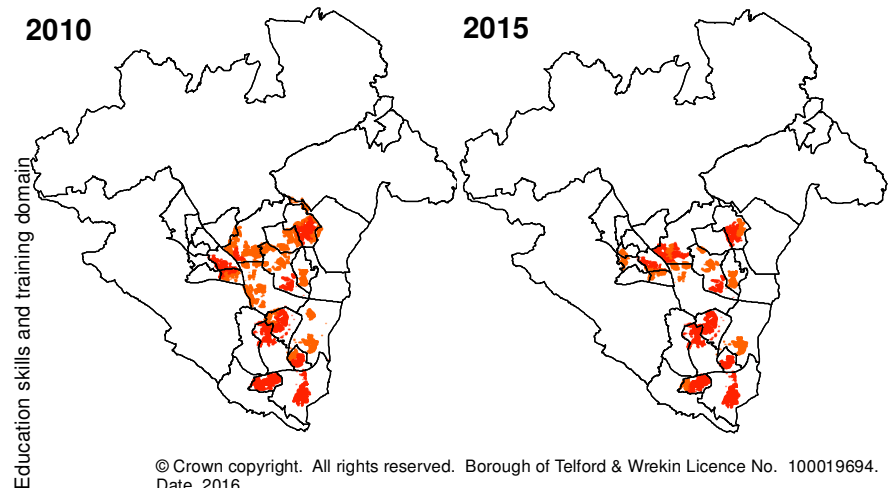 2010
2015
Education skills and training domain
© Crown copyright. All rights reserved. Borough of Telford & Wrekin Licence No. 100019694.
Date 2016